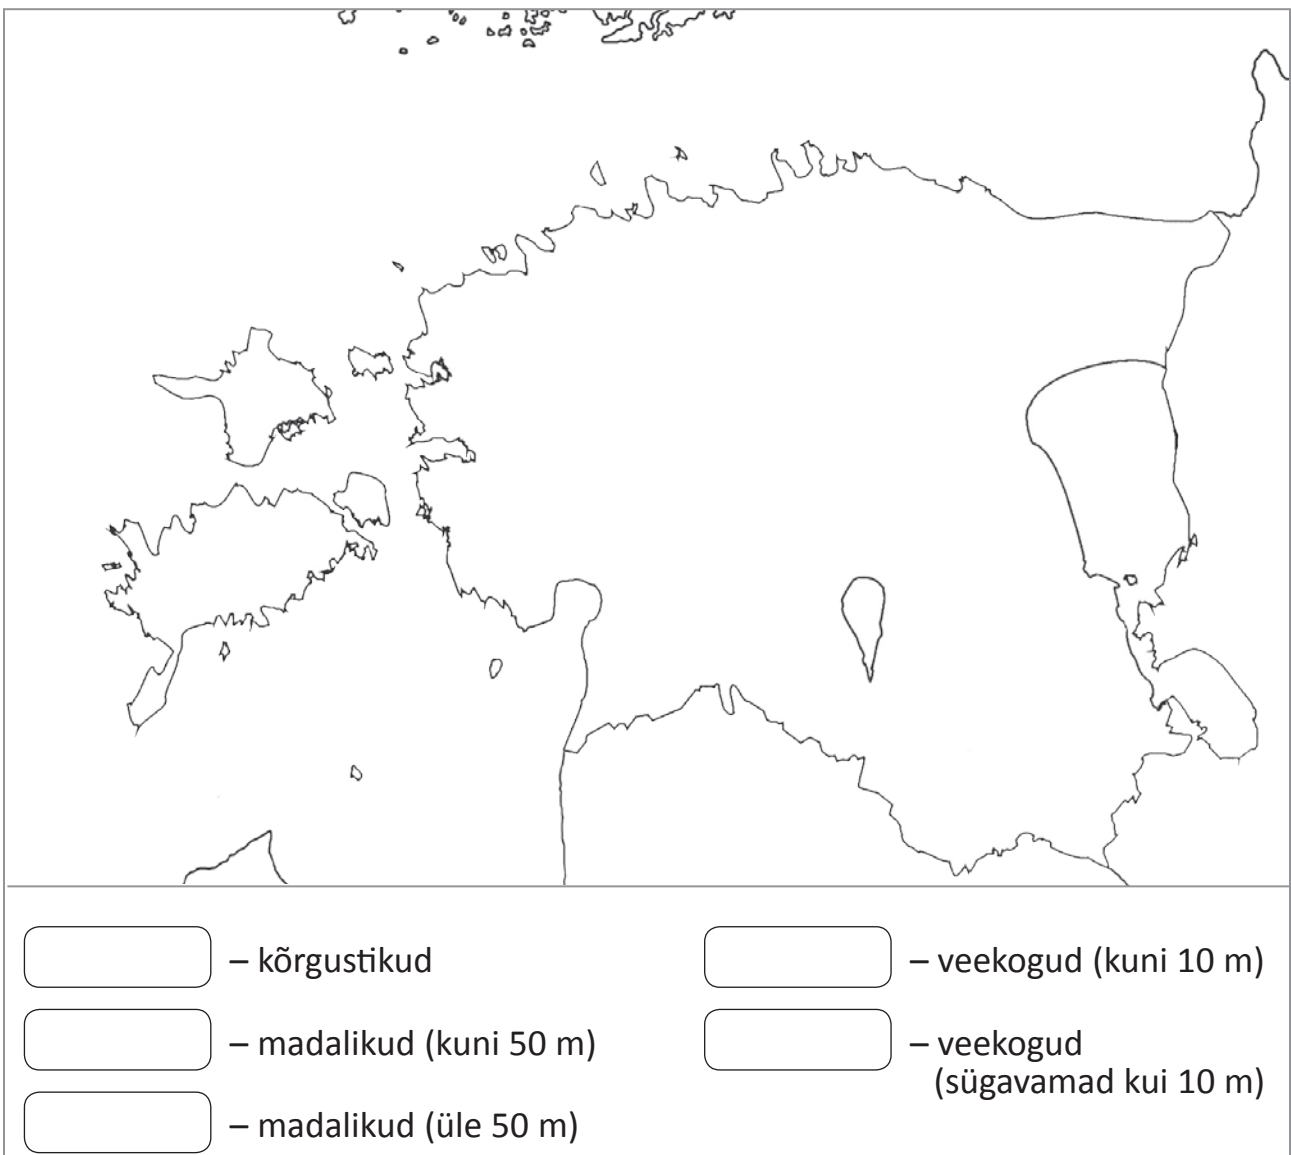 – kõrgustikud
– madalikud (kuni 50 m)
– madalikud (üle 50 m)
– veekogud (kuni 10 m)
– veekogud
(sügavamad kui 10 m)